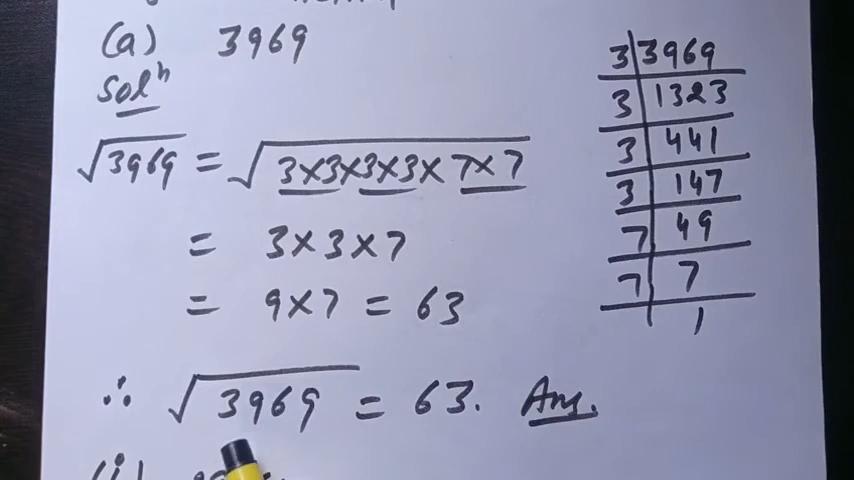 (a) 3969
Solⁿ
√3969 = √3×3×3×3×7×7
= 3×3×7
= 9×7 = 63
∴ √3969 = 63. Ans.
3 | 3969
3 | 1323
3 | 441
3 | 147
7 | 49
7 | 7
1
(i)